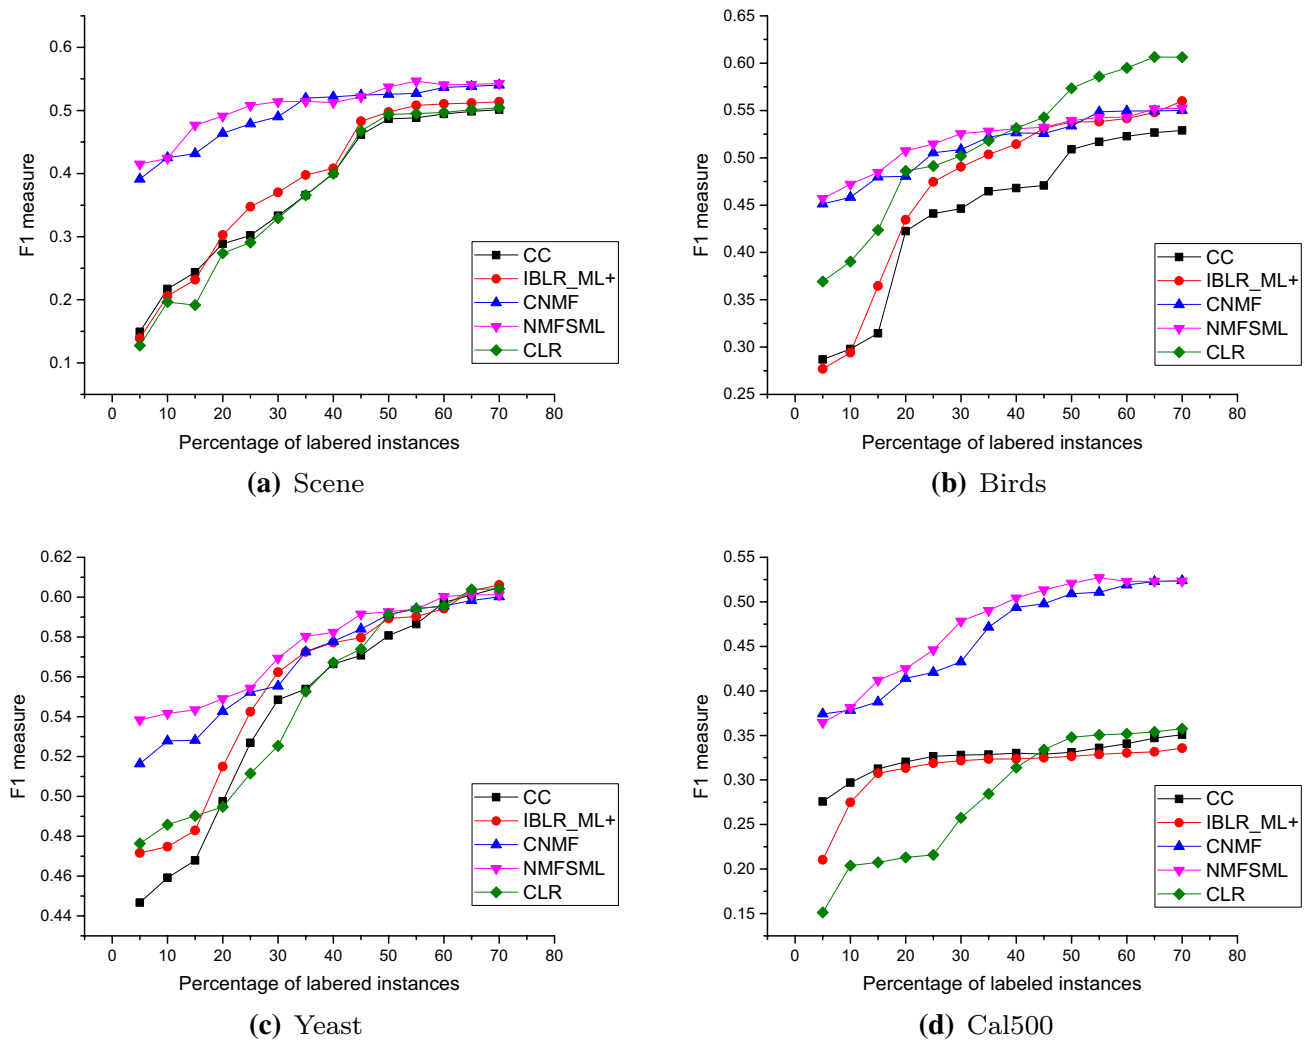 0.6
0.5
0.4
0.3
0.2
0.1
F1 measure
0 10 20 30 40 50 60 70 80
Percentage of labered instances
CC
IBLR_ML+
CNMF
NMFSML
CLR
(a) Scene
0.65
0.60
0.55
0.50
0.45
0.40
0.35
0.30
0.25
F1 measure
0 10 20 30 40 50 60 70 80
Percentage of labered instances
CC
IBLR_ML+
CNMF
NMFSML
CLR
(b) Birds
0.62
0.60
0.58
0.56
0.54
0.52
0.50
0.48
0.46
0.44
F1 measure
0 10 20 30 40 50 60 70 80
Percentage of labered instances
CC
IBLR_ML+
CNMF
NMFSML
CLR
(c) Yeast
0.55
0.50
0.45
0.40
0.35
0.30
0.25
0.20
0.15
F1 measure
0 10 20 30 40 50 60 70 80
Percentage of labeled instances
CC
IBLR_ML+
CNMF
NMFSML
CLR
(d) Cal500